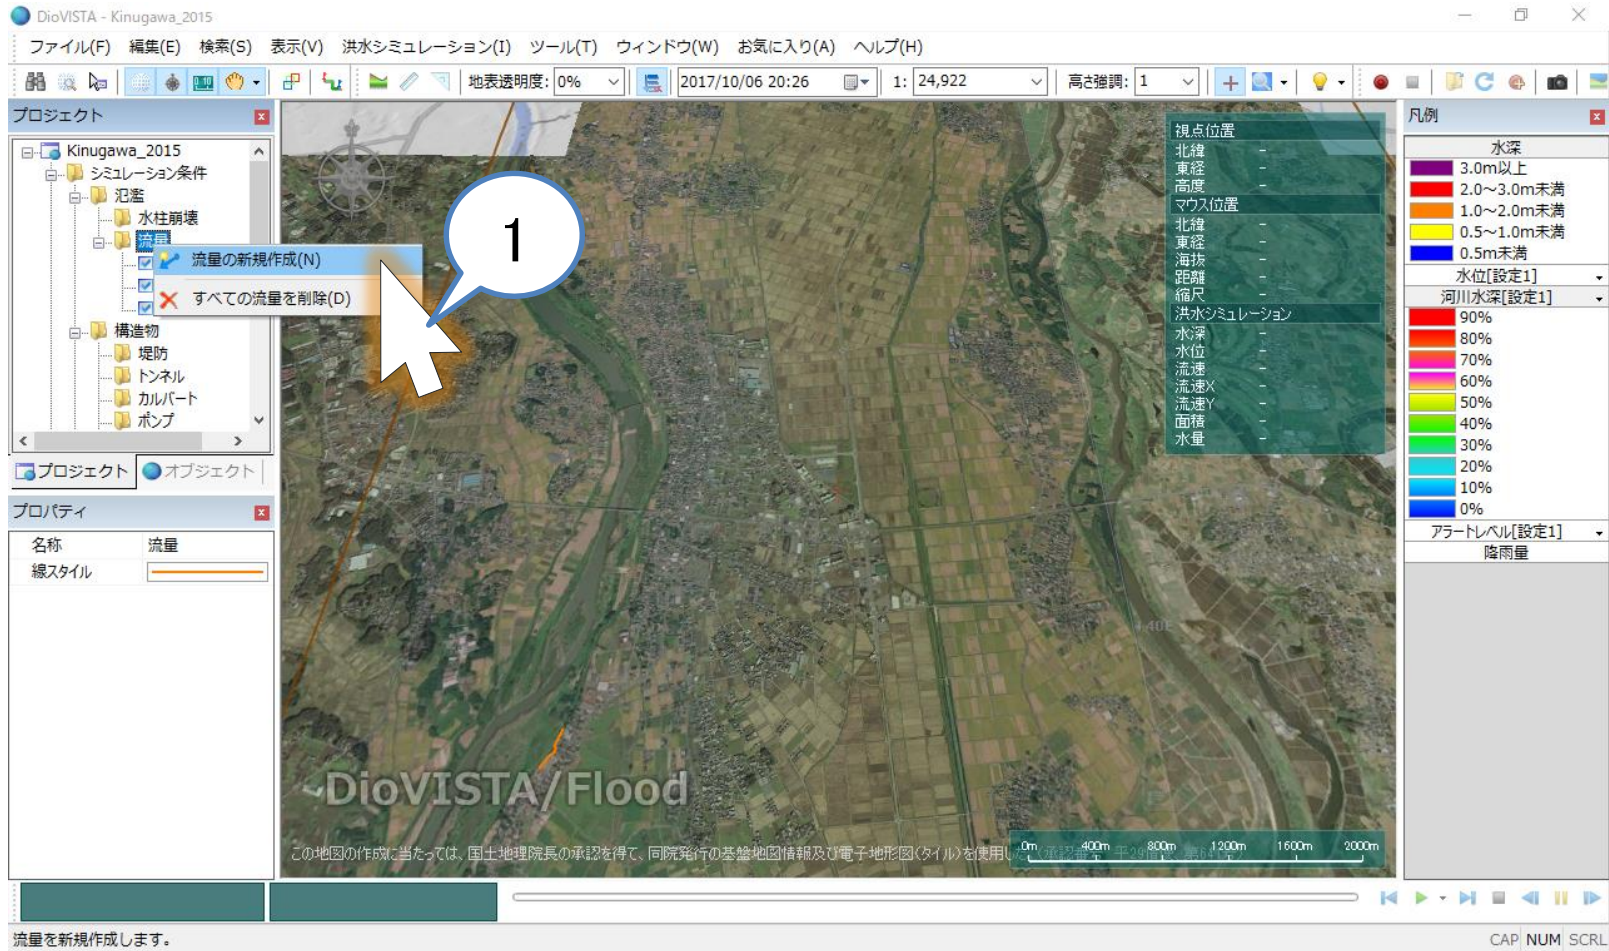 DioVISTA - Kinugawa_2015
ファイル(F) 編集(E) 検索(S) 表示(V) 洪水シミュレーション(I) ツール(T) ウィンドウ(W) お気に入り(A) ヘルプ(H)
地表透明度: 0% 2017/10/06 20:26 1: 24,922 高さ強調: 1
プロジェクト
Kinugawa_2015
シミュレーション条件
氾濫
水柱崩壊
流量
流量の新規作成(N)
すべての流量を削除(D)
構造物
堤防
トンネル
カルバート
ポンプ
プロジェクト オブジェクト
プロパティ
名称 流量
線スタイル
1
視点位置
北緯 -
東経 -
高度 -
マウス位置
北緯 -
東経 -
海抜 -
距離 -
縮尺 -
洪水シミュレーション
水深 -
水位 -
流速 -
流速X -
流速Y -
面積 -
水量 -
DioVISTA/Flood
この地図の作成に当たっては、国土地理院長の承認を得て、同院発行の基盤地図情報及び電子地形図(タイル)を使用し
0m 400m 800m 1200m 1600m 2000m
凡例
水深
3.0m以上
2.0～3.0m未満
1.0～2.0m未満
0.5～1.0m未満
0.5m未満
水位[設定1]
河川水深[設定1]
90%
80%
70%
60%
50%
40%
30%
20%
10%
0%
アラートレベル[設定1]
降雨量
流量を新規作成します。
CAP NUM SCRL